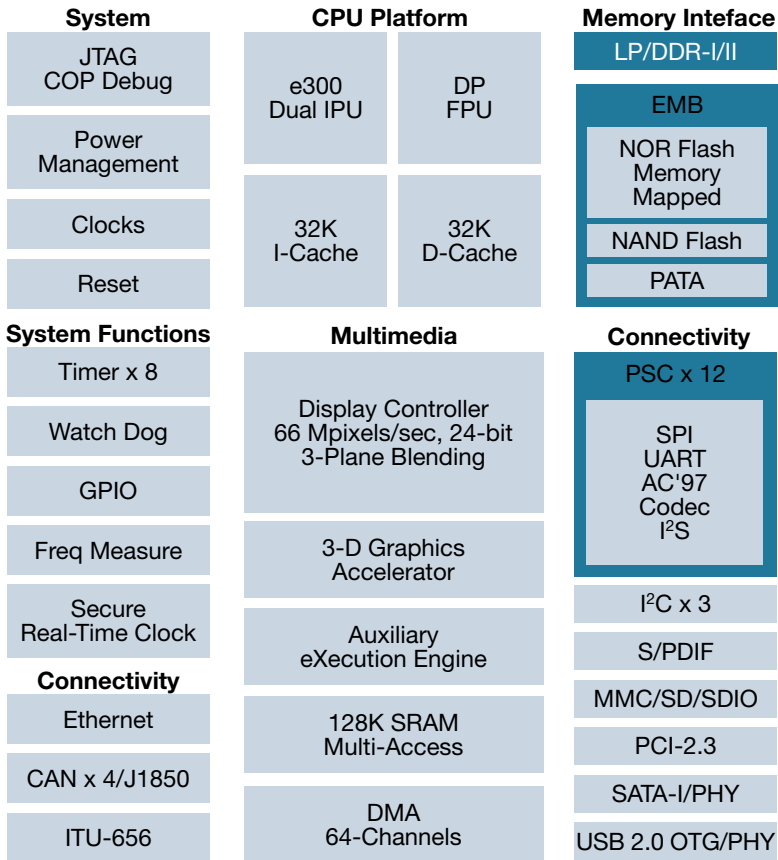 System
JTAG
COP Debug
Power
Management
Clocks
Reset
CPU Platform
e300
Dual IPU
DP
FPU
32K
I-Cache
32K
D-Cache
Memory Inteface
LP/DDR-I/II
EMB
NOR Flash
Memory
Mapped
NAND Flash
PATA
System Functions
Timer x 8
Watch Dog
GPIO
Freq Measure
Secure
Real-Time Clock
Connectivity
Ethernet
CAN x 4/J1850
ITU-656
Multimedia
Display Controller
66 Mpixels/sec, 24-bit
3-Plane Blending
3-D Graphics
Accelerator
Auxiliary
eXecution Engine
128K SRAM
Multi-Access
DMA
64-Channels
Connectivity
PSC x 12
SPI
UART
AC'97
Codec
I²S
I²C x 3
S/PDIF
MMC/SD/SDIO
PCI-2.3
SATA-I/PHY
USB 2.0 OTG/PHY